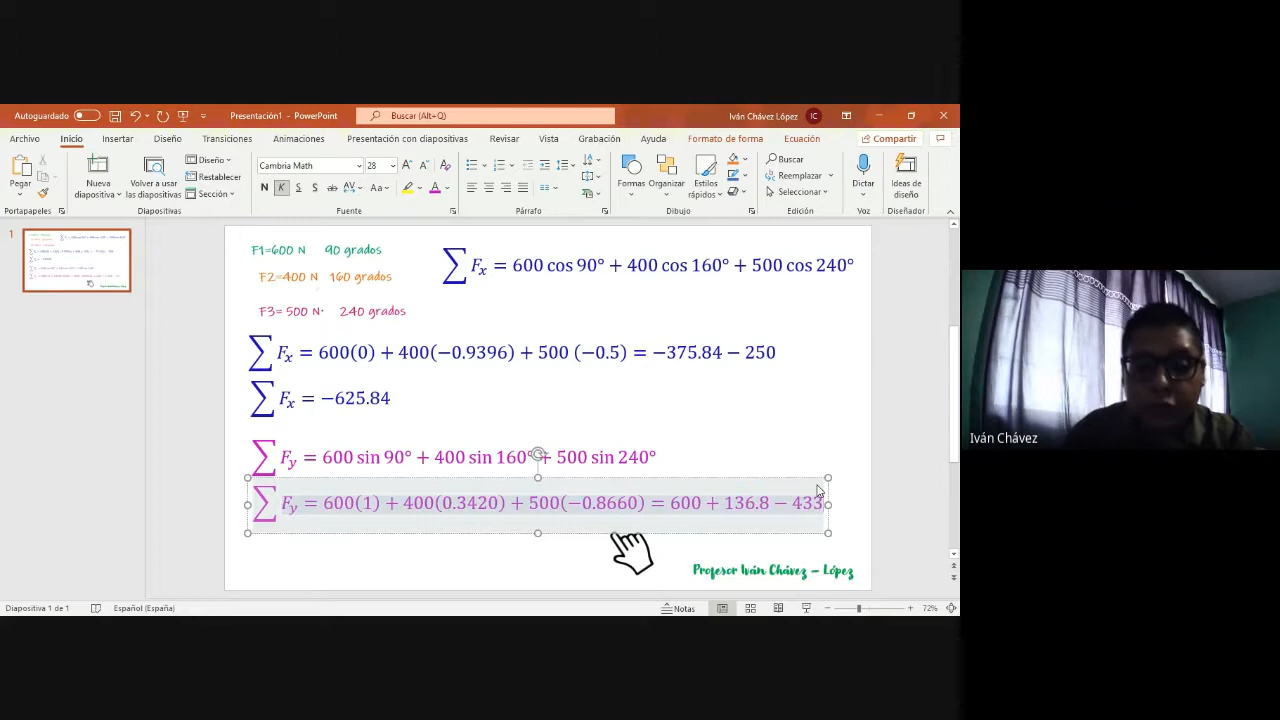 Autoguardado
Presentación1 - PowerPoint
Buscar (Alt+Q)
Iván Chávez López
IC
Archivo
Inicio
Insertar
Diseño
Transiciones
Animaciones
Presentación con diapositivas
Revisar
Vista
Grabación
Ayuda
Formato de forma
Ecuación
Compartir
Pegar
Nueva diapositiva
Volver a usar las diapositivas
Diseño
Restablecer
Sección
Cambria Math
28
N K S S ab AV Aa
Formas
Organizar
Estilos rápidos
Buscar
Reemplazar
Seleccionar
Dictar
Ideas de diseño
Portapapeles
Diapositivas
Fuente
Párrafo
Dibujo
Edición
Voz
Diseñador
1
F1=600 N 90 grados
F2=400 N 160 grados
F3= 500 N· 240 grados
∑ Fx = 600 cos 90° + 400 cos 160° + 500 cos 240°
∑ Fx = 600(0) + 400(−0.9396) + 500 (−0.5) = −375.84 − 250
∑ Fx = −625.84
∑ Fy = 600 sin 90° + 400 sin 160° + 500 sin 240°
∑ Fy = 600(1) + 400(0.3420) + 500(−0.8660) = 600 + 136.8 − 433
Profesor Iván Chávez – López
Iván Chávez
Diapositiva 1 de 1
Español (España)
Notas
72%